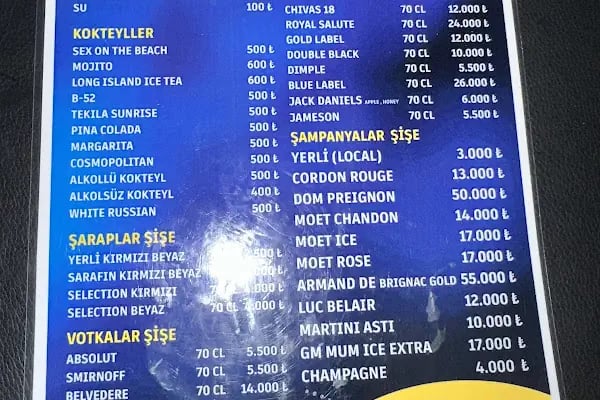 SU 100 ₺
KOKTEYLLER
SEX ON THE BEACH 500 ₺
MOJITO 600 ₺
LONG ISLAND ICE TEA 600 ₺
B-52 500 ₺
TEKILA SUNRISE 500 ₺
PINA COLADA 500 ₺
MARGARITA 500 ₺
COSMOPOLITAN 500 ₺
ALKOLLÜ KOKTEYL 500 ₺
ALKOLSÜZ KOKTEYL 400 ₺
WHITE RUSSIAN 500 ₺
ŞARAPLAR ŞİŞE
YERLİ KIRMIZI BEYAZ
SARAFIN KIRMIZI BEYAZ
SELECTION KIRMIZI
SELECTION BEYAZ
VOTKALAR ŞİŞE
ABSOLUT 70 CL 5.500 ₺
SMIRNOFF 70 CL 5.500 ₺
BELVEDERE 70 CL 14.000 ₺
CHIVAS 18 70 CL 12.000 ₺
ROYAL SALUTE 70 CL 24.000 ₺
GOLD LABEL 70 CL 12.000 ₺
DOUBLE BLACK 70 CL 10.000 ₺
DIMPLE 70 CL 5.500 ₺
BLUE LABEL 70 CL 26.000 ₺
JACK DANIELS APPLE, HONEY 70 CL 6.000 ₺
JAMESON 70 CL 5.500 ₺
ŞAMPANYALAR ŞİŞE
YERLİ (LOCAL) 3.000 ₺
CORDON ROUGE 13.000 ₺
DOM PREIGNON 50.000 ₺
MOET CHANDON 14.000 ₺
MOET ICE 17.000 ₺
MOET ROSE 17.000 ₺
ARMAND DE BRIGNAC GOLD 55.000 ₺
LUC BELAIR 12.000 ₺
MARTINI ASTI 10.000 ₺
GM MUM ICE EXTRA 17.000 ₺
CHAMPAGNE 4.000 ₺